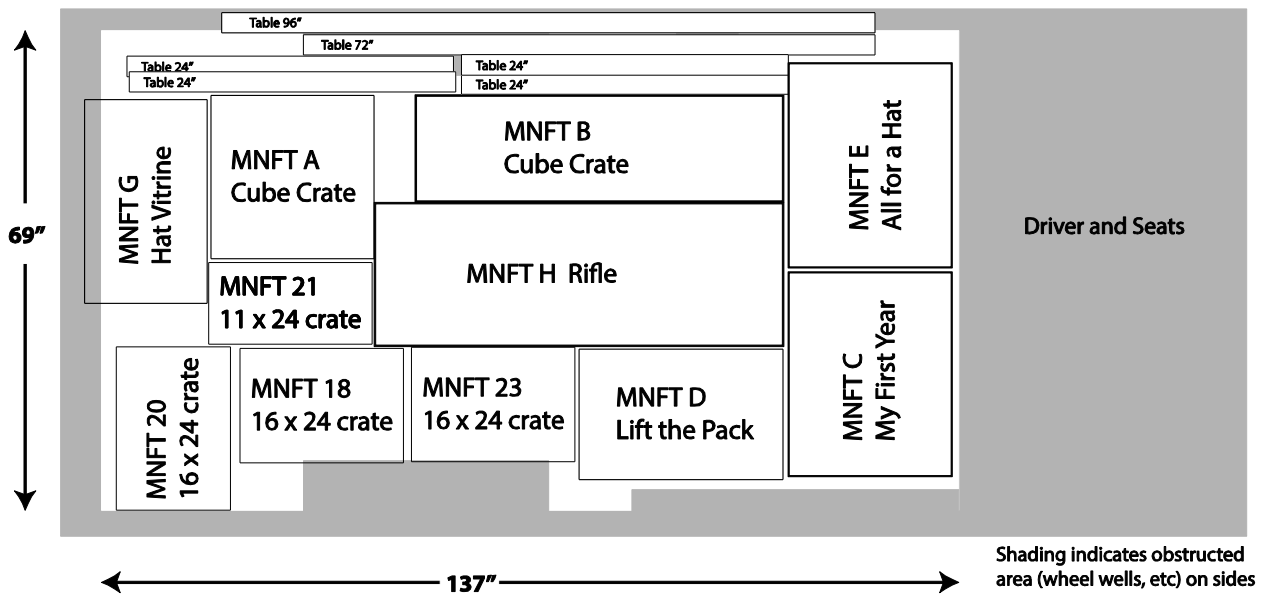 Table 96”
Table 72”
Table 24”
Table 24”
Table 24”
Table 24”
69”
MNFT G
Hat Vitrine
MNFT A
Cube Crate
MNFT B
Cube Crate
MNFT E
All for a Hat
Driver and Seats
MNFT 21
11 x 24 crate
MNFT H Rifle
MNFT 20
16 x 24 crate
MNFT 18
16 x 24 crate
MNFT 23
16 x 24 crate
MNFT D
Lift the Pack
MNFT C
My First Year
137”
Shading indicates obstructed
area (wheel wells, etc) on sides